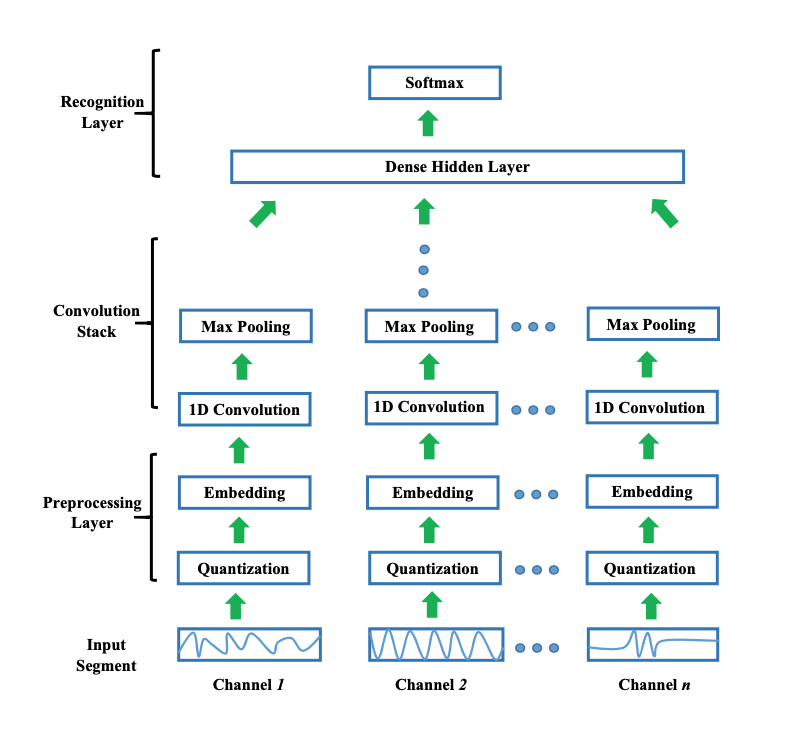 Softmax
Recognition
Layer
Dense Hidden Layer
Convolution
Stack
Max Pooling
Max Pooling
Max Pooling
1D Convolution
1D Convolution
1D Convolution
Preprocessing
Layer
Embedding
Embedding
Embedding
Quantization
Quantization
Quantization
Input
Segment
Channel 1
Channel 2
Channel n